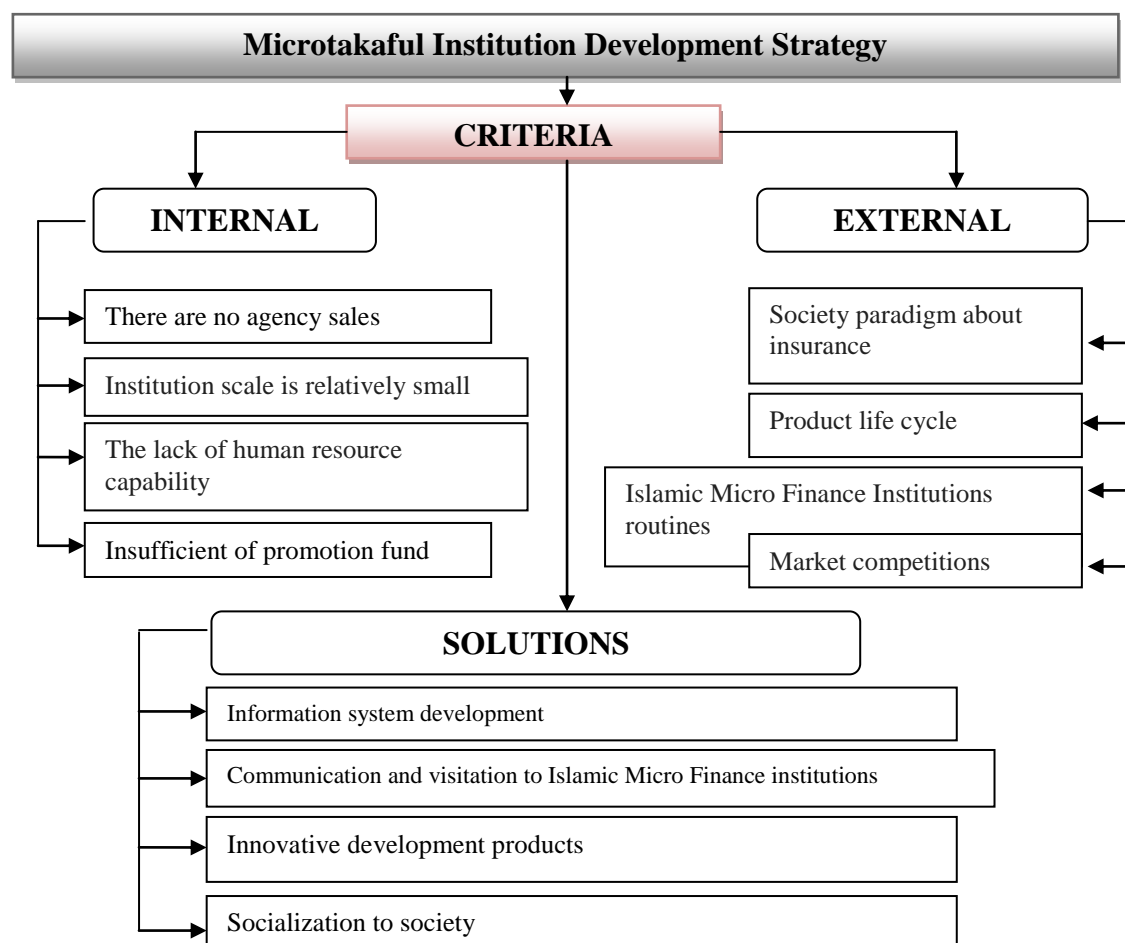 Microtakaful Institution Development Strategy
CRITERIA
INTERNAL
There are no agency sales
Institution scale is relatively small
The lack of human resource
capability
Insufficient of promotion fund
EXTERNAL
Society paradigm about
insurance
Product life cycle
Islamic Micro Finance Institutions
routines
Market competitions
SOLUTIONS
Information system development
Communication and visitation to Islamic Micro Finance institutions
Innovative development products
Socialization to society